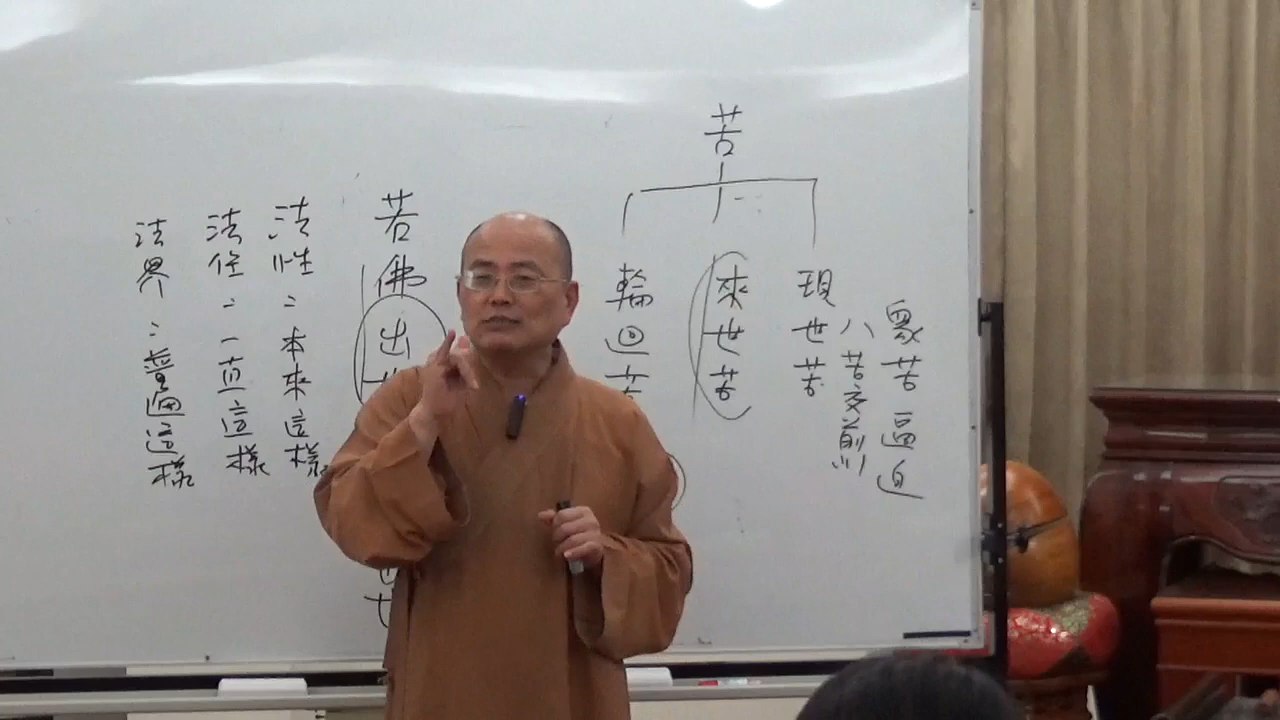 苦
眾苦逼迫
八苦交煎
現世苦
來世苦
輪迴苦
若佛出世
法性:本來這樣
法住:一直這樣
法界:普遍這樣